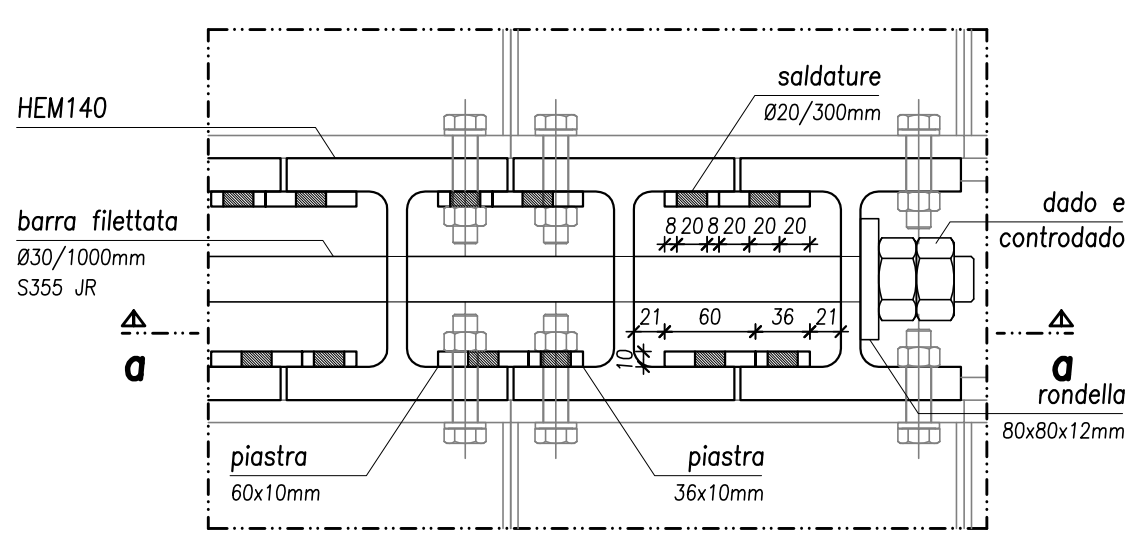 saldature
Ø20/300mm
HEM140
barra filettata
Ø30/1000mm
S355 JR
dado e
controdado
8 20 8 20 20 20
21 60 36 21
10
a
a
rondella
80x80x12mm
piastra
60x10mm
piastra
36x10mm